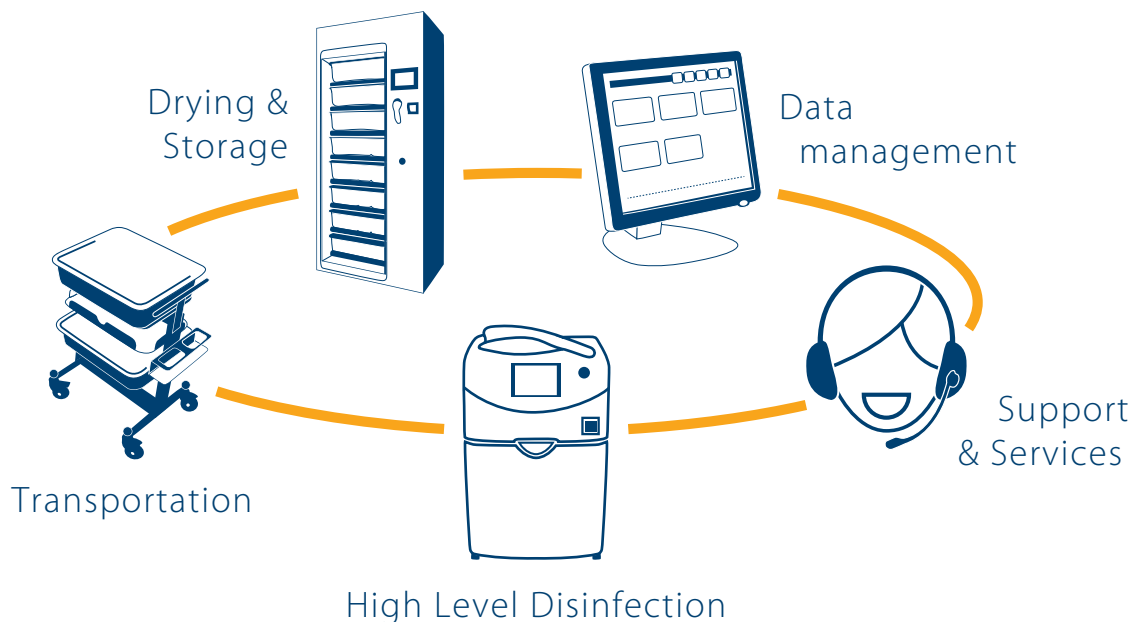 Drying &
Storage
Data
management
Support
& Services
Transportation
High Level Disinfection